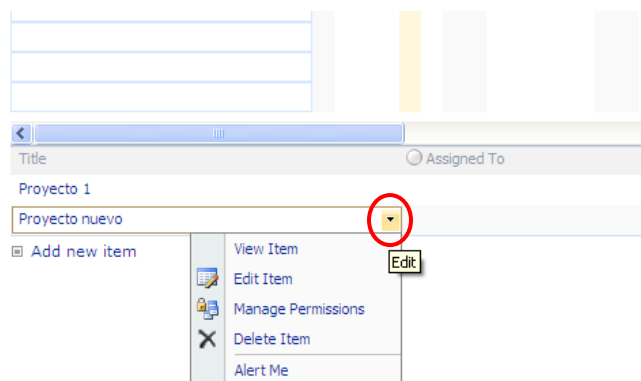 Title Assigned To
Proyecto 1
Proyecto nuevo
Add new item
View Item
Edit
Edit Item
Manage Permissions
Delete Item
Alert Me